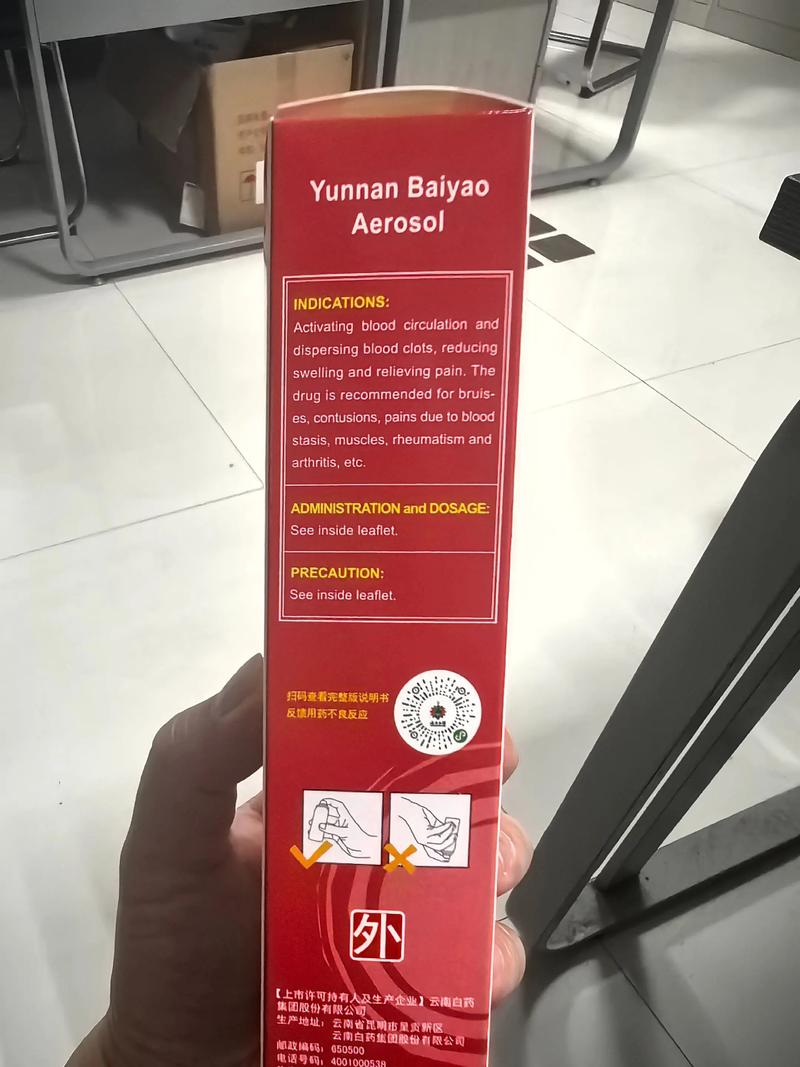 Yunnan Baiyao
Aerosol
INDICATIONS:
Activating blood circulation and
dispersing blood clots, reducing
swelling and relieving pain. The
drug is recommended for bruis-
es, contusions, pains due to blood
stasis, muscles, rheumatism and
arthritis, etc.
ADMINISTRATION and DOSAGE:
See inside leaflet.
PRECAUTION:
See inside leaflet.
扫码查看完整版说明书
反馈用药不良反应
外
【上市许可持有人及生产企业】云南白药
集团股份有限公司
生产地址：云南省昆明市呈贡新区
云南白药集团股份有限公司
邮政编码：650500
电话号码：4001000538